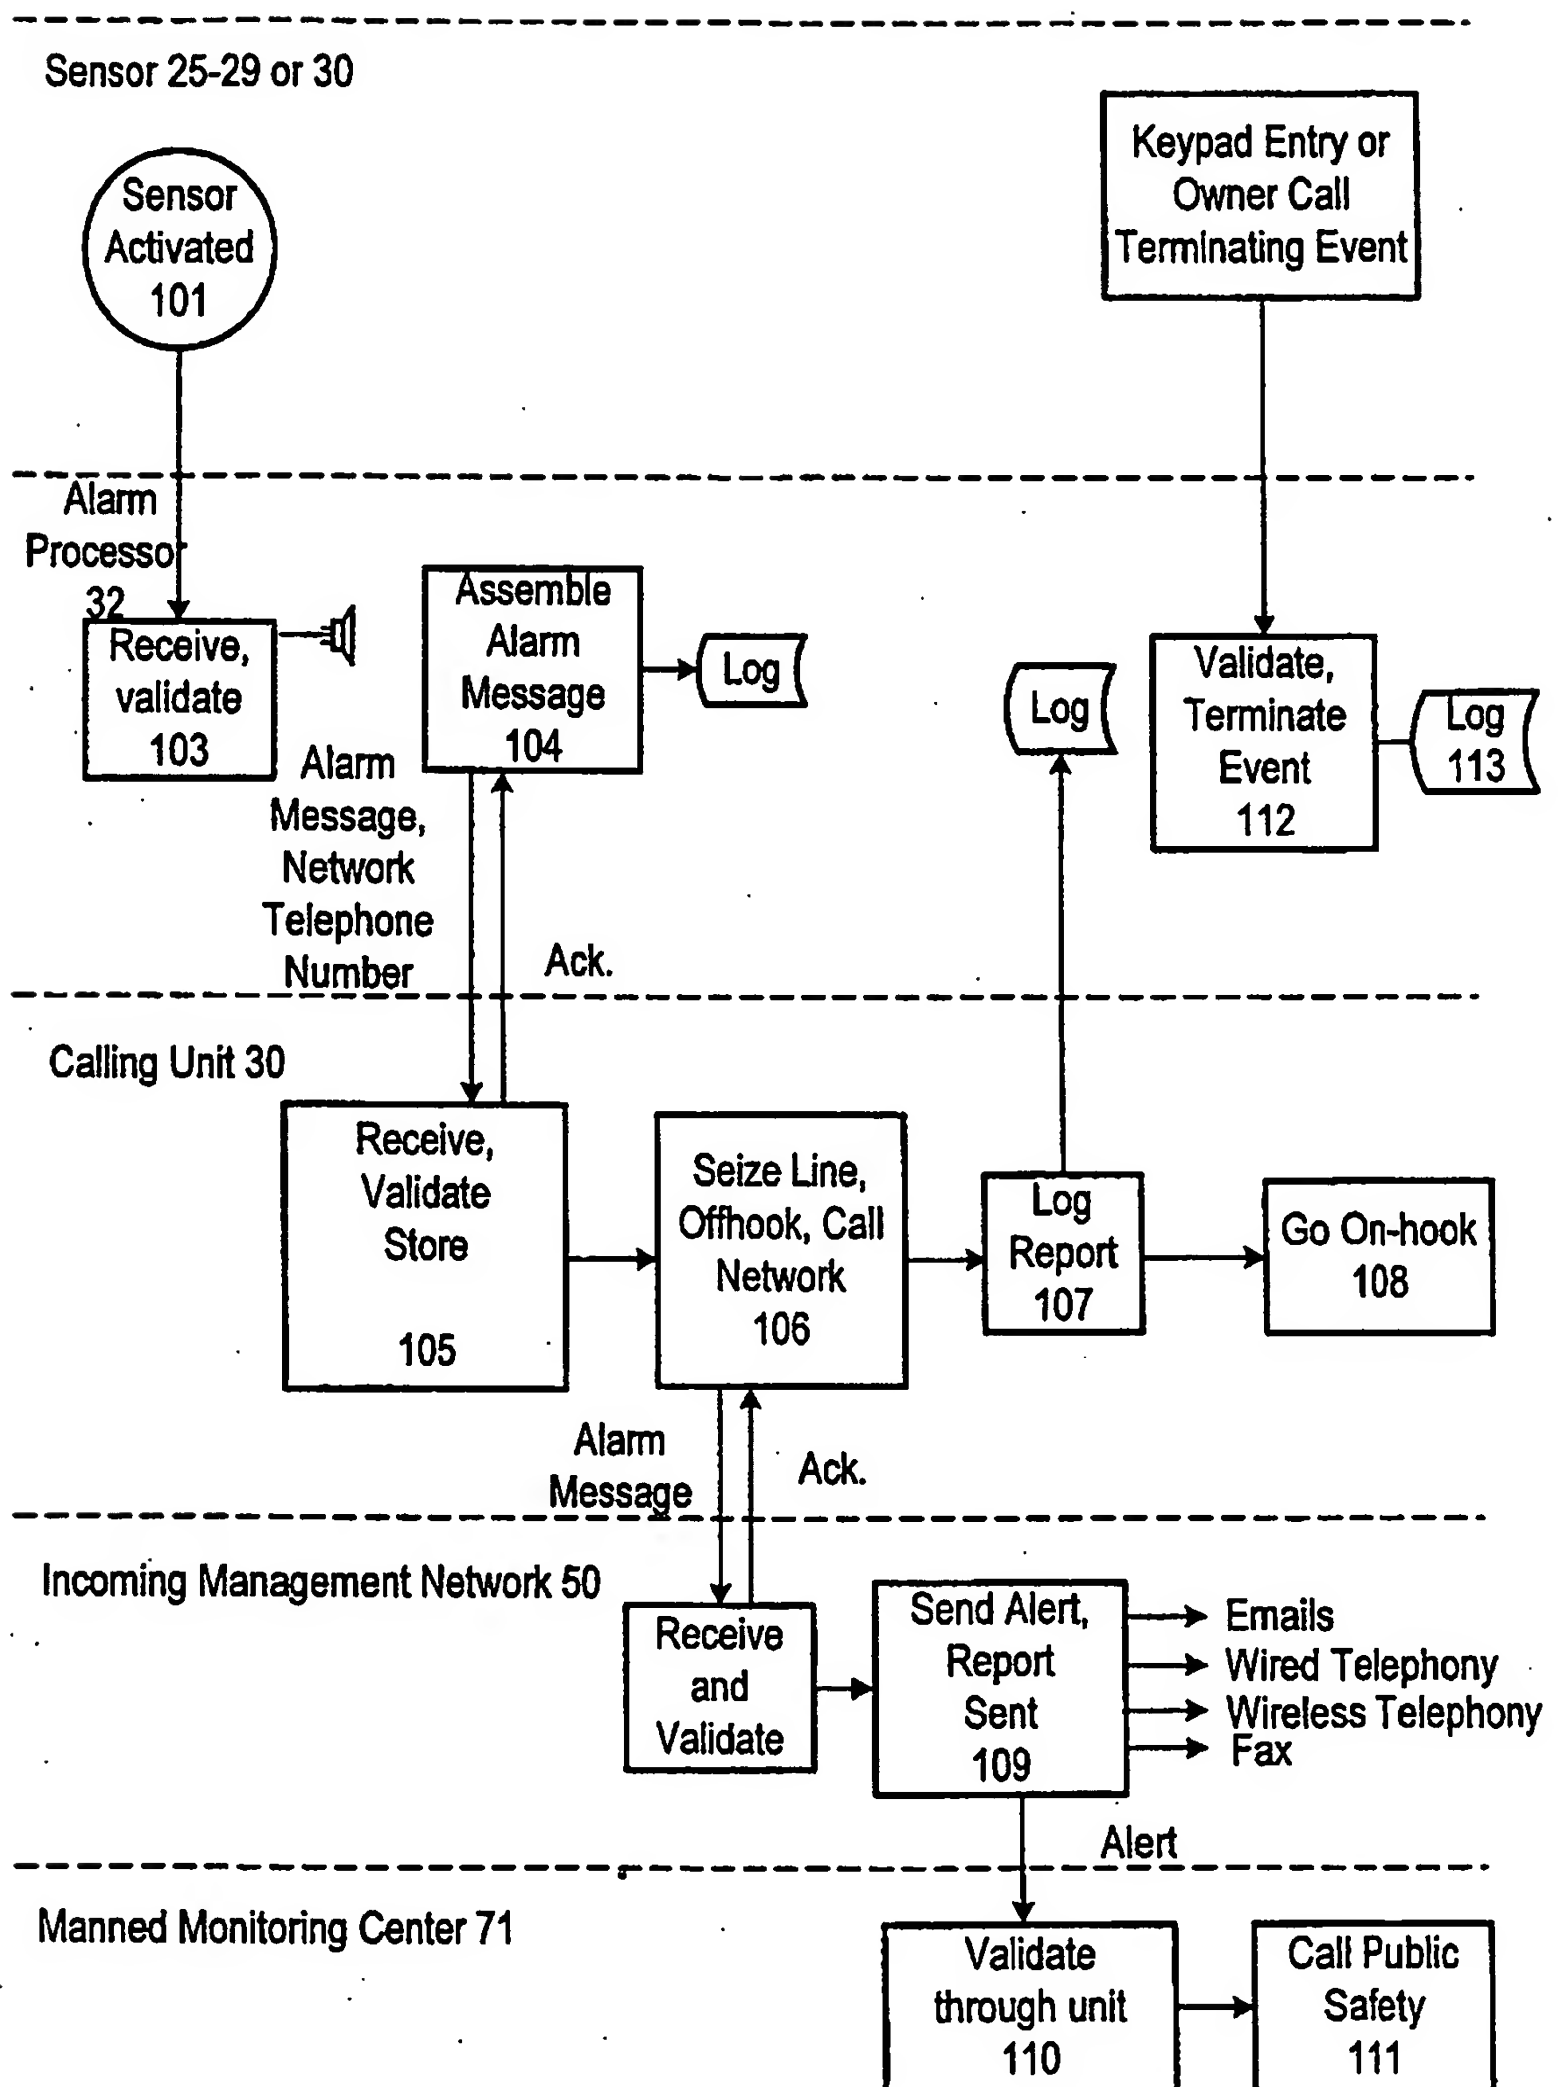 Sensor 25-29 or 30
Sensor
Activated
101
Keypad Entry or
Owner Call
Terminating Event
Alarm
Processor
32
Receive,
validate
103
Assemble
Alarm
Message
104
Log
Log
Validate,
Terminate
Event
112
Log
113
Alarm
Message,
Network
Telephone
Number
Ack.
Calling Unit 30
Receive,
Validate
Store
105
Seize Line,
Offhook, Call
Network
106
Log
Report
107
Go On-hook
108
Alarm
Message
Ack.
Incoming Management Network 50
Receive
and
Validate
Send Alert,
Report
Sent
109
Emails
Wired Telephony
Wireless Telephony
Fax
Alert
Manned Monitoring Center 71
Validate
through unit
110
Call Public
Safety
111